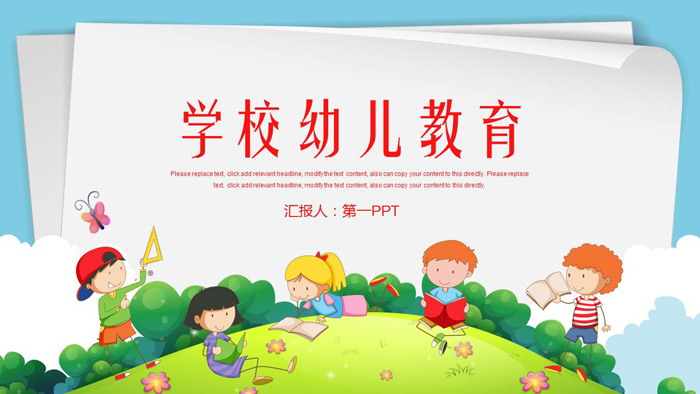 学校幼儿教育
Please replace text, click add relevant headline, modify the text content, also can copy your content to this directly. Please replace
text, click add relevant headline, modify the text content, also can copy your content to this directly.
汇报人：第一PPT